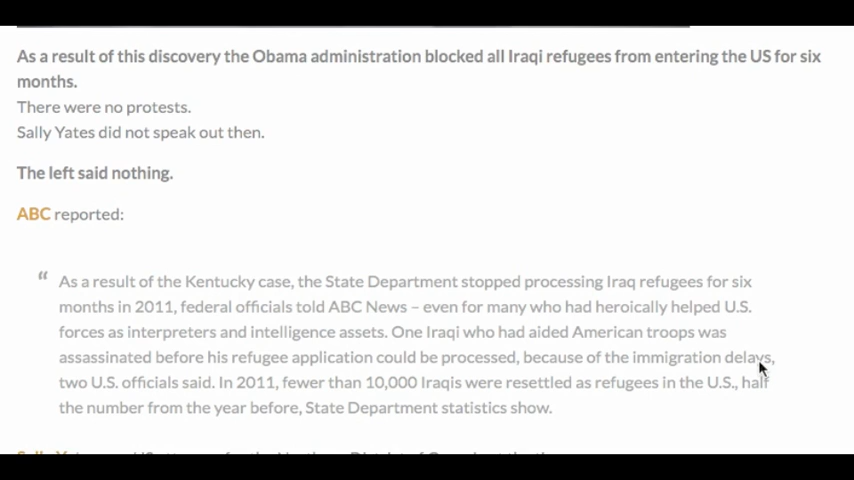 As a result of this discovery the Obama administration blocked all Iraqi refugees from entering the US for six
months.
There were no protests.
Sally Yates did not speak out then.
The left said nothing.
ABC reported:
“ As a result of the Kentucky case, the State Department stopped processing Iraq refugees for six
months in 2011, federal officials told ABC News – even for many who had heroically helped U.S.
forces as interpreters and intelligence assets. One Iraqi who had aided American troops was
assassinated before his refugee application could be processed, because of the immigration delays,
two U.S. officials said. In 2011, fewer than 10,000 Iraqis were resettled as refugees in the U.S., half
the number from the year before, State Department statistics show.